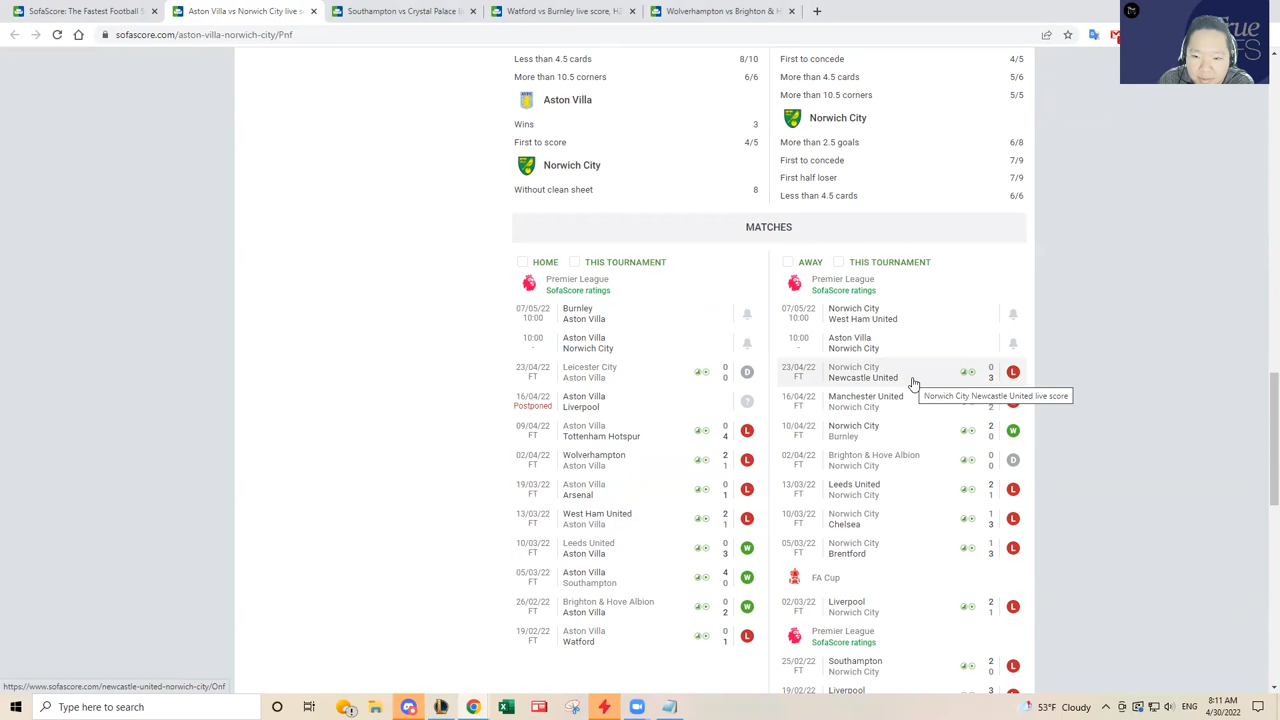 SofaScore: The Fastest Football S
Aston Villa vs Norwich City live s
Southampton vs Crystal Palace li
Watford vs Burnley live score, H2
Wolverhampton vs Brighton & H
sofascore.com/aston-villa-norwich-city/Pnf
Less than 4.5 cards 8/10
More than 10.5 corners 6/6
Aston Villa
Wins 3
First to score 4/5
Norwich City
Without clean sheet 8
First to concede 4/5
More than 4.5 cards 5/6
More than 10.5 corners 5/5
Norwich City
More than 2.5 goals 6/8
First to concede 7/9
First half loser 7/9
Less than 4.5 cards 6/6
MATCHES
HOME THIS TOURNAMENT
Premier League
SofaScore ratings
07/05/22 Burnley
10:00 Aston Villa
10:00 Aston Villa
- Norwich City
23/04/22 Leicester City 0
FT Aston Villa 0 D
16/04/22 Aston Villa
Postponed Liverpool ?
09/04/22 Aston Villa 0
FT Tottenham Hotspur 4 L
02/04/22 Wolverhampton 2
FT Aston Villa 1 L
19/03/22 Aston Villa 0
FT Arsenal 1 L
13/03/22 West Ham United 2
FT Aston Villa 1 L
10/03/22 Leeds United 0
FT Aston Villa 3 W
05/03/22 Aston Villa 4
FT Southampton 0 W
26/02/22 Brighton & Hove Albion 0
FT Aston Villa 2 W
19/02/22 Aston Villa 0
FT Watford 1 L
AWAY THIS TOURNAMENT
Premier League
SofaScore ratings
07/05/22 Norwich City
10:00 West Ham United
10:00 Aston Villa
- Norwich City
23/04/22 Norwich City 0
FT Newcastle United 3 L
Norwich City Newcastle United live score
16/04/22 Manchester United
FT Norwich City 2
10/04/22 Norwich City 2
FT Burnley 0 W
02/04/22 Brighton & Hove Albion 0
FT Norwich City 0 D
13/03/22 Leeds United 2
FT Norwich City 1 L
10/03/22 Norwich City 1
FT Chelsea 3 L
05/03/22 Norwich City 1
FT Brentford 3 L
FA Cup
02/03/22 Liverpool 2
FT Norwich City 1 L
Premier League
SofaScore ratings
25/02/22 Southampton 2
FT Norwich City 0 L
19/02/22 Liverpool 3
https://www.sofascore.com/newcastle-united-norwich-city/Onf
Type here to search
53°F Cloudy
8:11 AM
4/30/2022